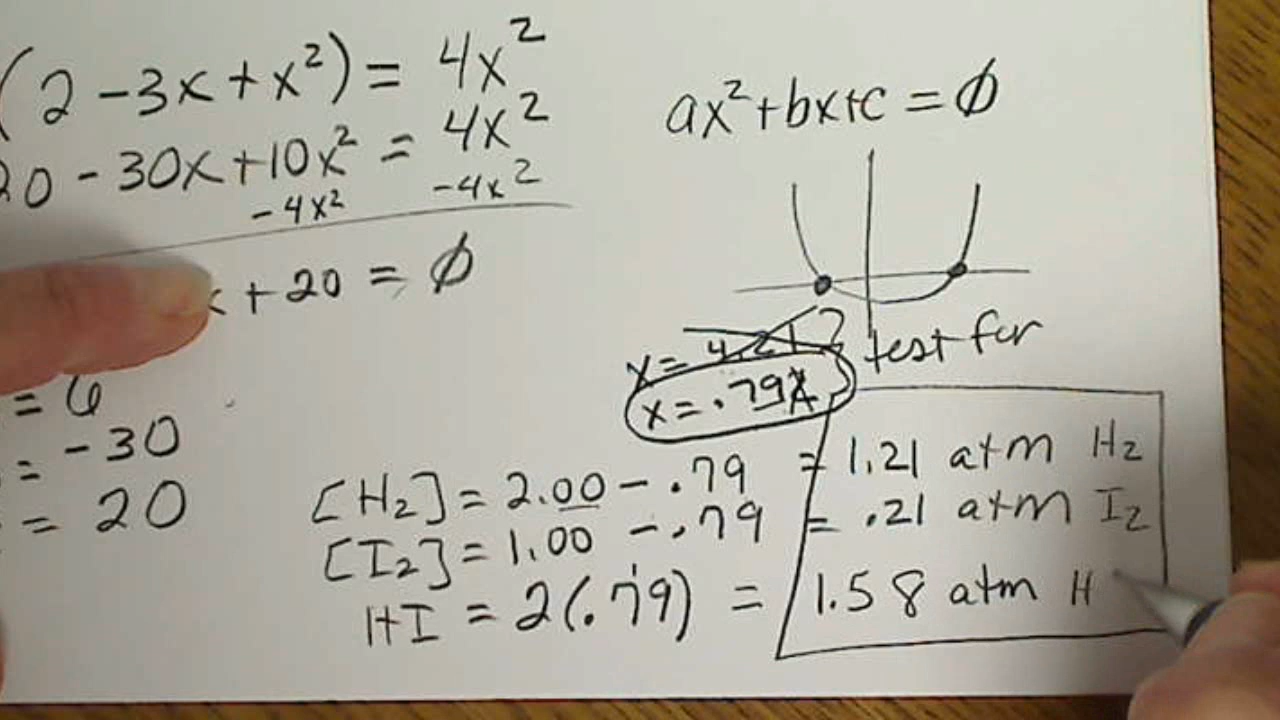 (2 - 3x + x²) = 4x²
20 - 30x + 10x² = 4x²
- 4x² - 4x²
x + 20 = ∅
= 6
= -30
= 20
ax² + bx + c = ∅
test for
x = .79
[H₂] = 2.00 - .79 = 1.21 atm H₂
[I₂] = 1.00 - .79 = .21 atm I₂
HI = 2(.79) = 1.58 atm H